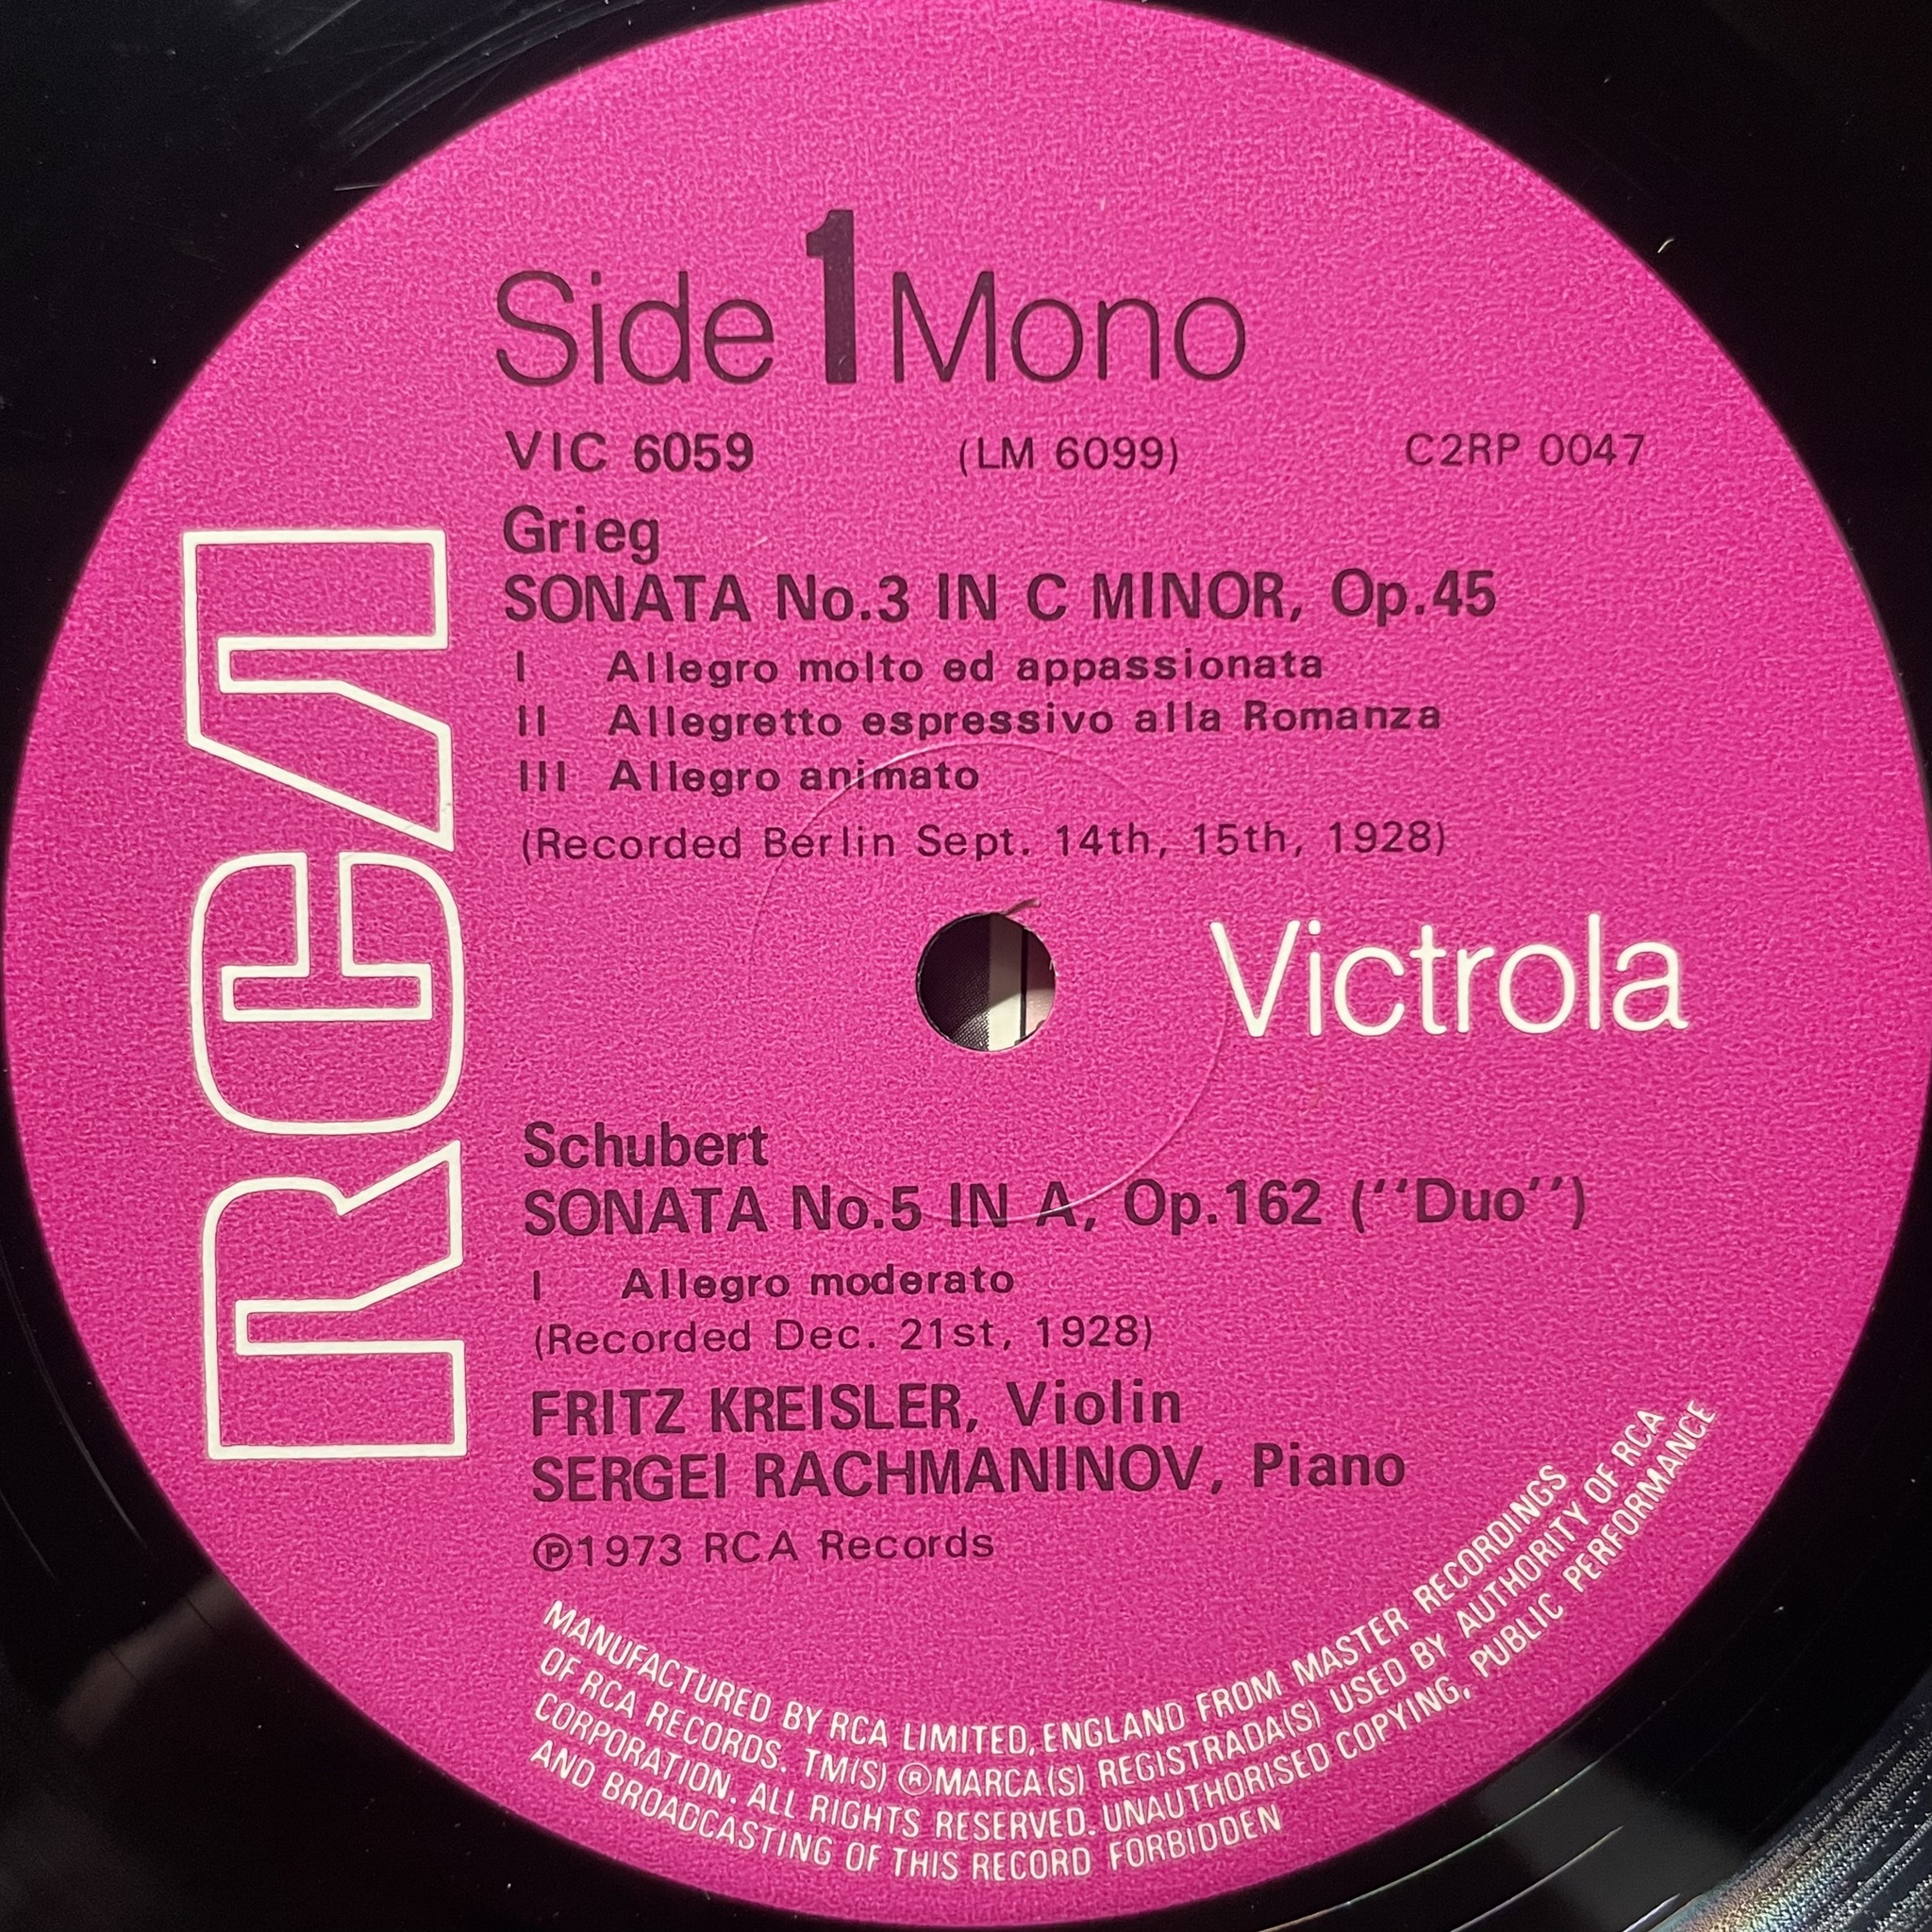 Side 1 Mono
VIC 6059 (LM 6099) C2RP 0047
Grieg
SONATA No.3 IN C MINOR, Op.45
I Allegro molto ed appassionata
II Allegretto espressivo alla Romanza
III Allegro animato
(Recorded Berlin Sept. 14th, 15th, 1928)
RCA
Victrola
Schubert
SONATA No.5 IN A, Op.162 (''Duo'')
I Allegro moderato
(Recorded Dec. 21st, 1928)
FRITZ KREISLER, Violin
SERGEI RACHMANINOV, Piano
℗1973 RCA Records
MANUFACTURED BY RCA LIMITED, ENGLAND FROM MASTER RECORDINGS
OF RCA RECORDS. TM(S) ® MARCA(S) REGISTRADA(S) USED BY AUTHORITY OF RCA
CORPORATION. ALL RIGHTS RESERVED. UNAUTHORISED COPYING, PUBLIC PERFORMANCE
AND BROADCASTING OF THIS RECORD FORBIDDEN